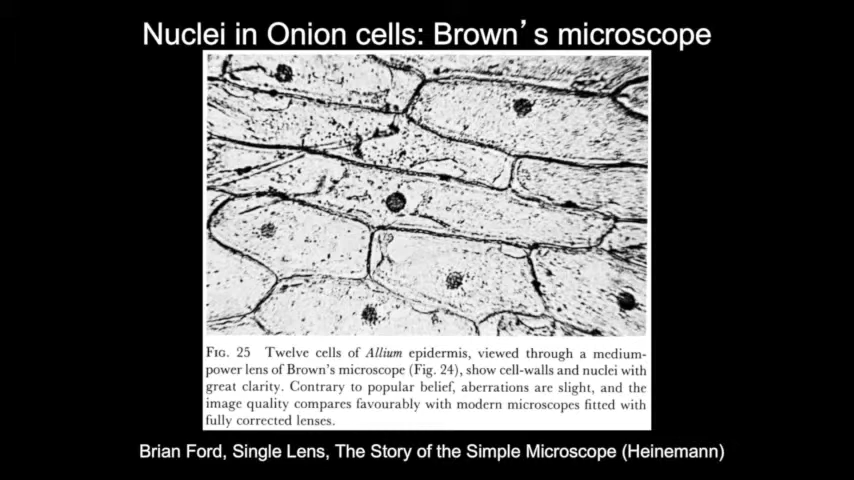 Nuclei in Onion cells: Brown’s microscope
FIG. 25 Twelve cells of Allium epidermis, viewed through a medium-
power lens of Brown's microscope (Fig. 24), show cell-walls and nuclei with
great clarity. Contrary to popular belief, aberrations are slight, and the
image quality compares favourably with modern microscopes fitted with
fully corrected lenses.
Brian Ford, Single Lens, The Story of the Simple Microscope (Heinemann)